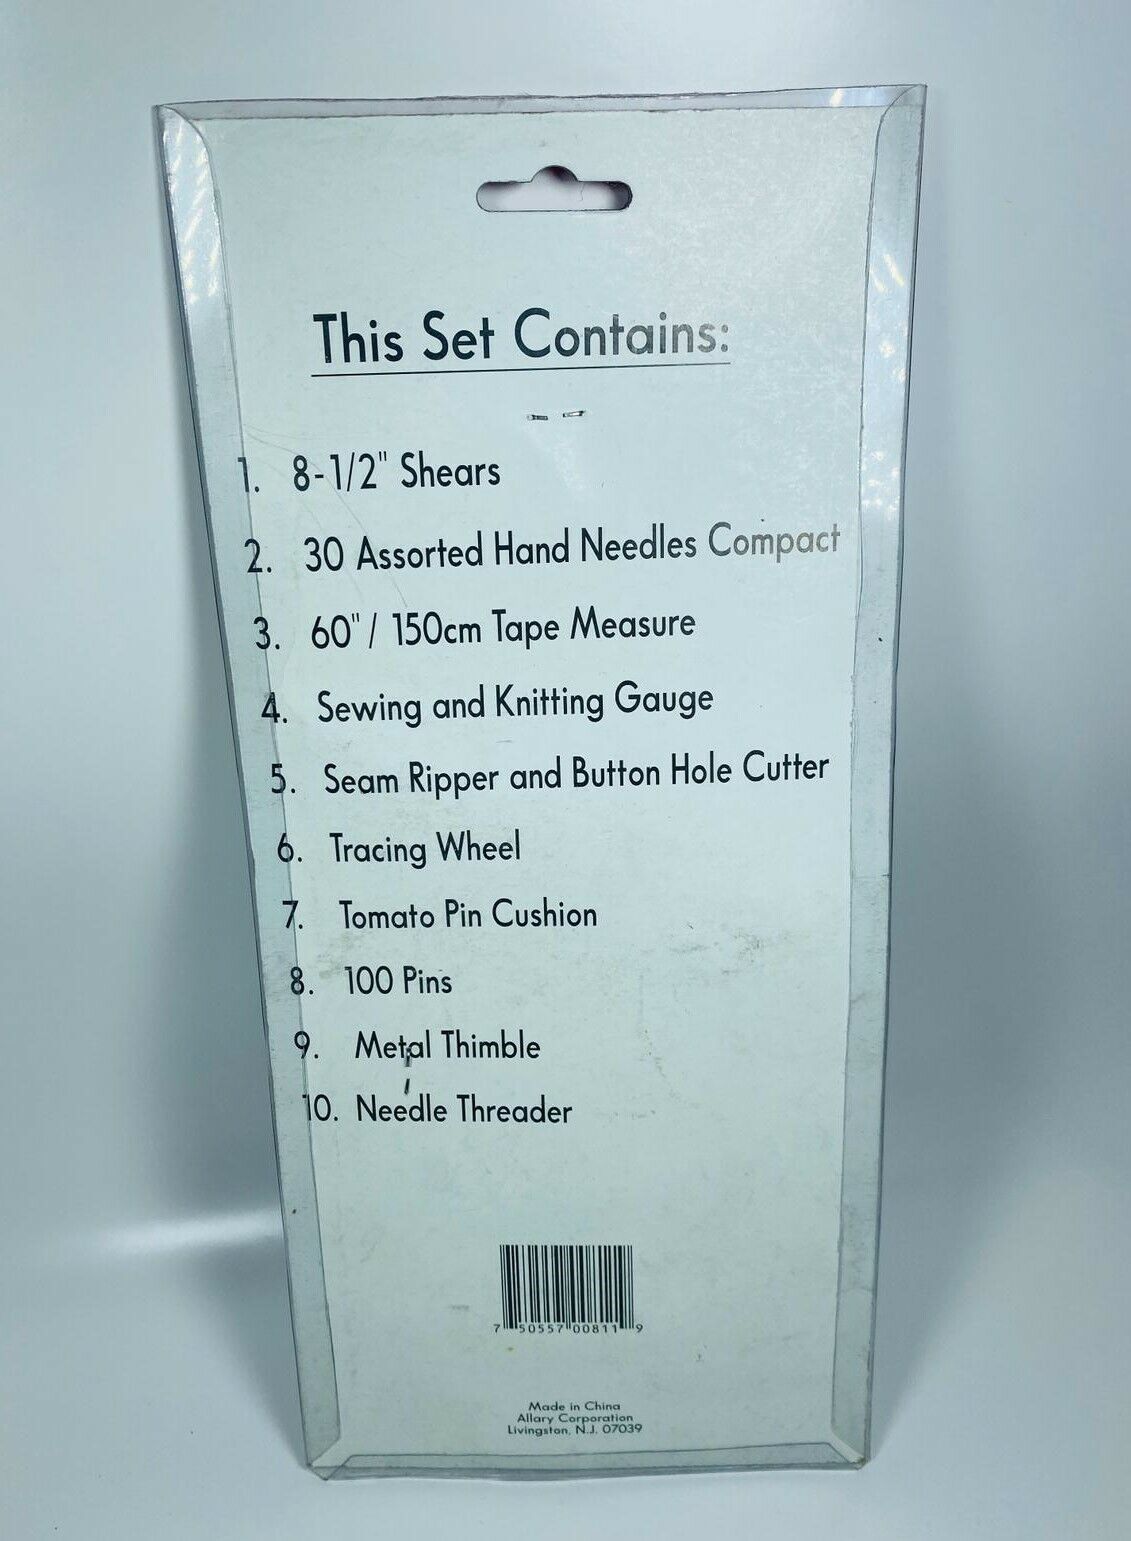 This Set Contains:
1. 8-1/2" Shears
2. 30 Assorted Hand Needles Compact
3. 60" / 150cm Tape Measure
4. Sewing and Knitting Gauge
5. Seam Ripper and Button Hole Cutter
6. Tracing Wheel
7. Tomato Pin Cushion
8. 100 Pins
9. Metal Thimble
10. Needle Threader
7 50557 00811 9
Made in China
Allary Corporation
Livingston, N.J. 07039